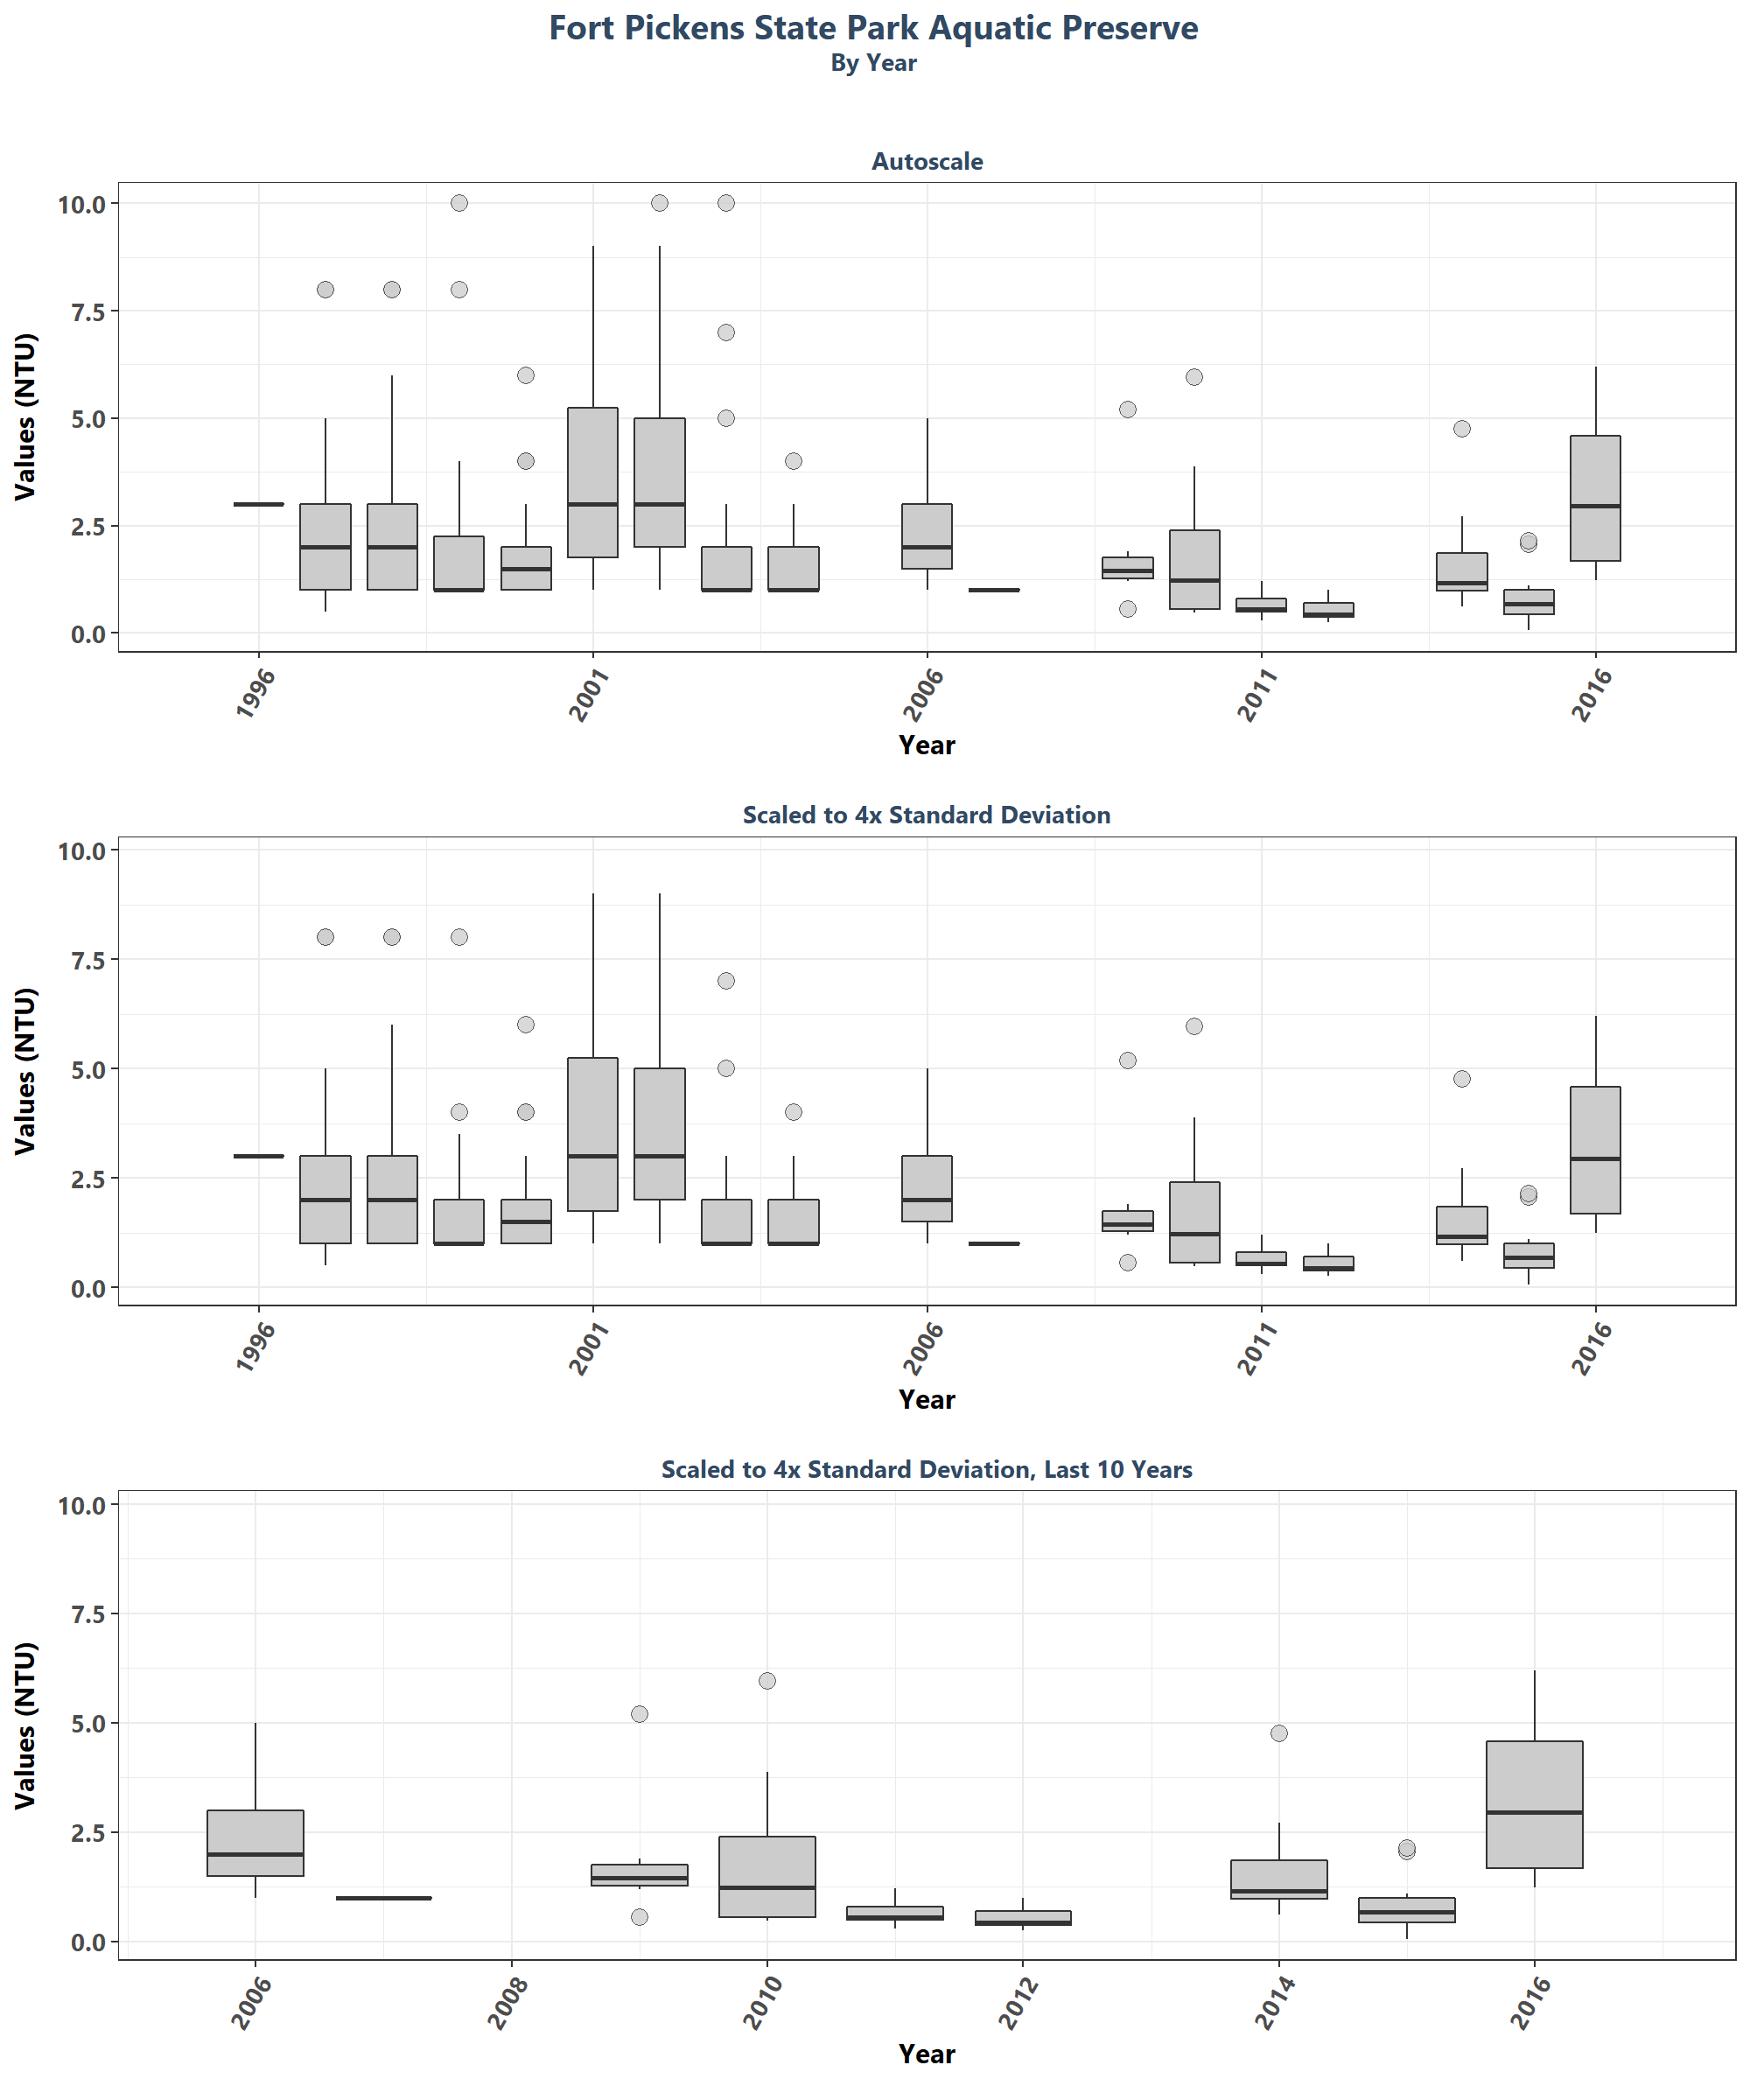 Fort Pickens State Park Aquatic Preserve
By Year
Autoscale
Values (NTU)
10.0
7.5
5.0
2.5
0.0
1996 2001 2006 2011 2016
Year
Scaled to 4x Standard Deviation
Values (NTU)
10.0
7.5
5.0
2.5
0.0
1996 2001 2006 2011 2016
Year
Scaled to 4x Standard Deviation, Last 10 Years
Values (NTU)
10.0
7.5
5.0
2.5
0.0
2006 2008 2010 2012 2014 2016
Year